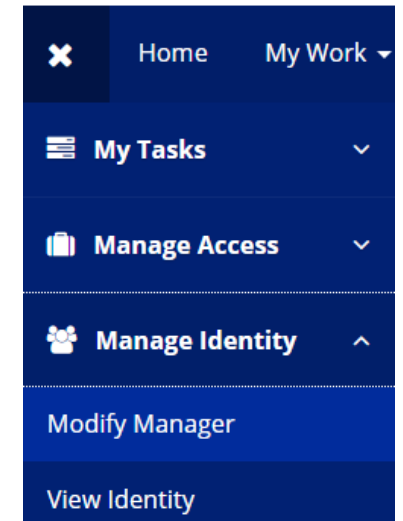 Home My Work
My Tasks
Manage Access
Manage Identity
Modify Manager
View Identity